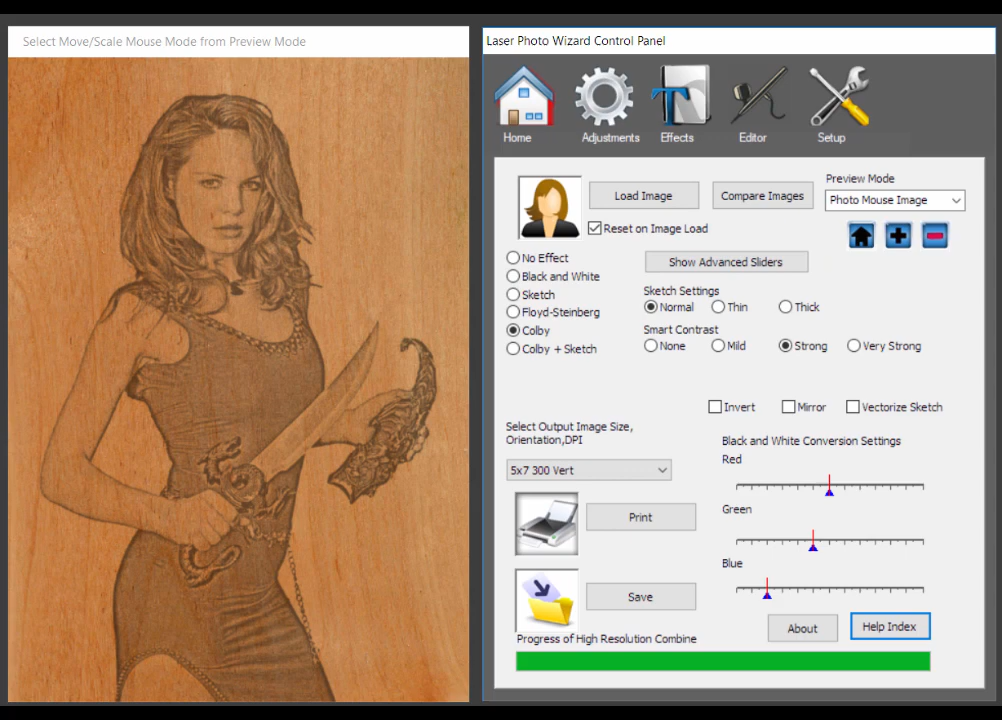 Select Move/Scale Mouse Mode from Preview Mode
Laser Photo Wizard Control Panel
Home Adjustments Effects Editor Setup
Preview Mode
Load Image Compare Images Photo Mouse Image
Reset on Image Load
No Effect
Show Advanced Sliders
Black and White
Sketch
Sketch Settings
Floyd-Steinberg
Normal Thin Thick
Colby
Smart Contrast
Colby + Sketch
None Mild Strong Very Strong
Invert Mirror Vectorize Sketch
Select Output Image Size,
Orientation,DPI
Black and White Conversion Settings
Red
5x7 300 Vert
Green
Print
Blue
Save
About Help Index
Progress of High Resolution Combine